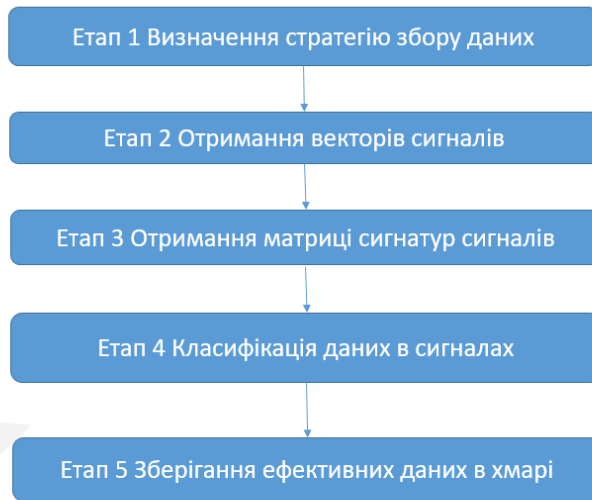 Етап 1 Визначення стратегію збору даних
Етап 2 Отримання векторів сигналів
Етап 3 Отримання матриці сигнатур сигналів
Етап 4 Класифікація даних в сигналах
Етап 5 Зберігання ефективних даних в хмарі